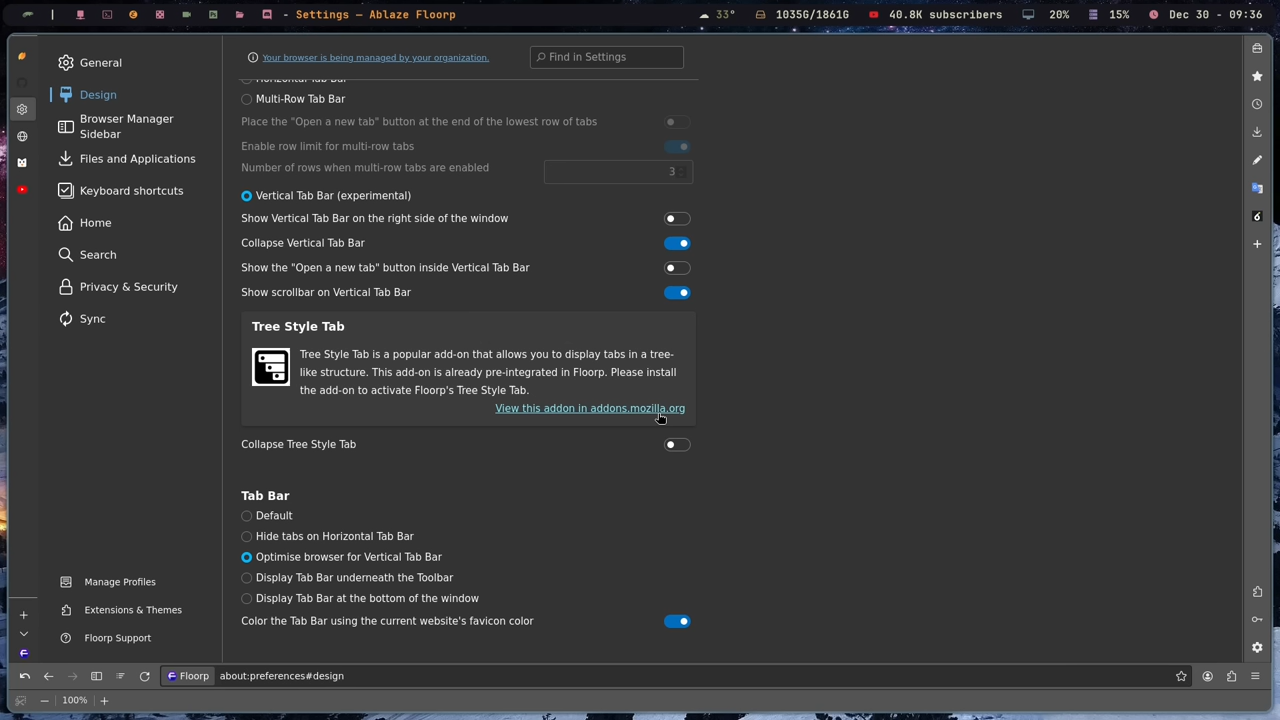 - Settings — Ablaze Floorp
33°
1035G/1861G
40.8K subscribers
20%
15%
Dec 30 - 09:36
General
Design
Browser Manager
Sidebar
Files and Applications
Keyboard shortcuts
Home
Search
Privacy & Security
Sync
Manage Profiles
Extensions & Themes
Floorp Support
Your browser is being managed by your organization.
Find in Settings
Horizontal Tab Bar
Multi-Row Tab Bar
Place the "Open a new tab" button at the end of the lowest row of tabs
Enable row limit for multi-row tabs
Number of rows when multi-row tabs are enabled
3
Vertical Tab Bar (experimental)
Show Vertical Tab Bar on the right side of the window
Collapse Vertical Tab Bar
Show the "Open a new tab" button inside Vertical Tab Bar
Show scrollbar on Vertical Tab Bar
Tree Style Tab
Tree Style Tab is a popular add-on that allows you to display tabs in a tree-
like structure. This add-on is already pre-integrated in Floorp. Please install
the add-on to activate Floorp's Tree Style Tab.
View this addon in addons.mozilla.org
Collapse Tree Style Tab
Tab Bar
Default
Hide tabs on Horizontal Tab Bar
Optimise browser for Vertical Tab Bar
Display Tab Bar underneath the Toolbar
Display Tab Bar at the bottom of the window
Color the Tab Bar using the current website's favicon color
Floorp
about:preferences#design
100%